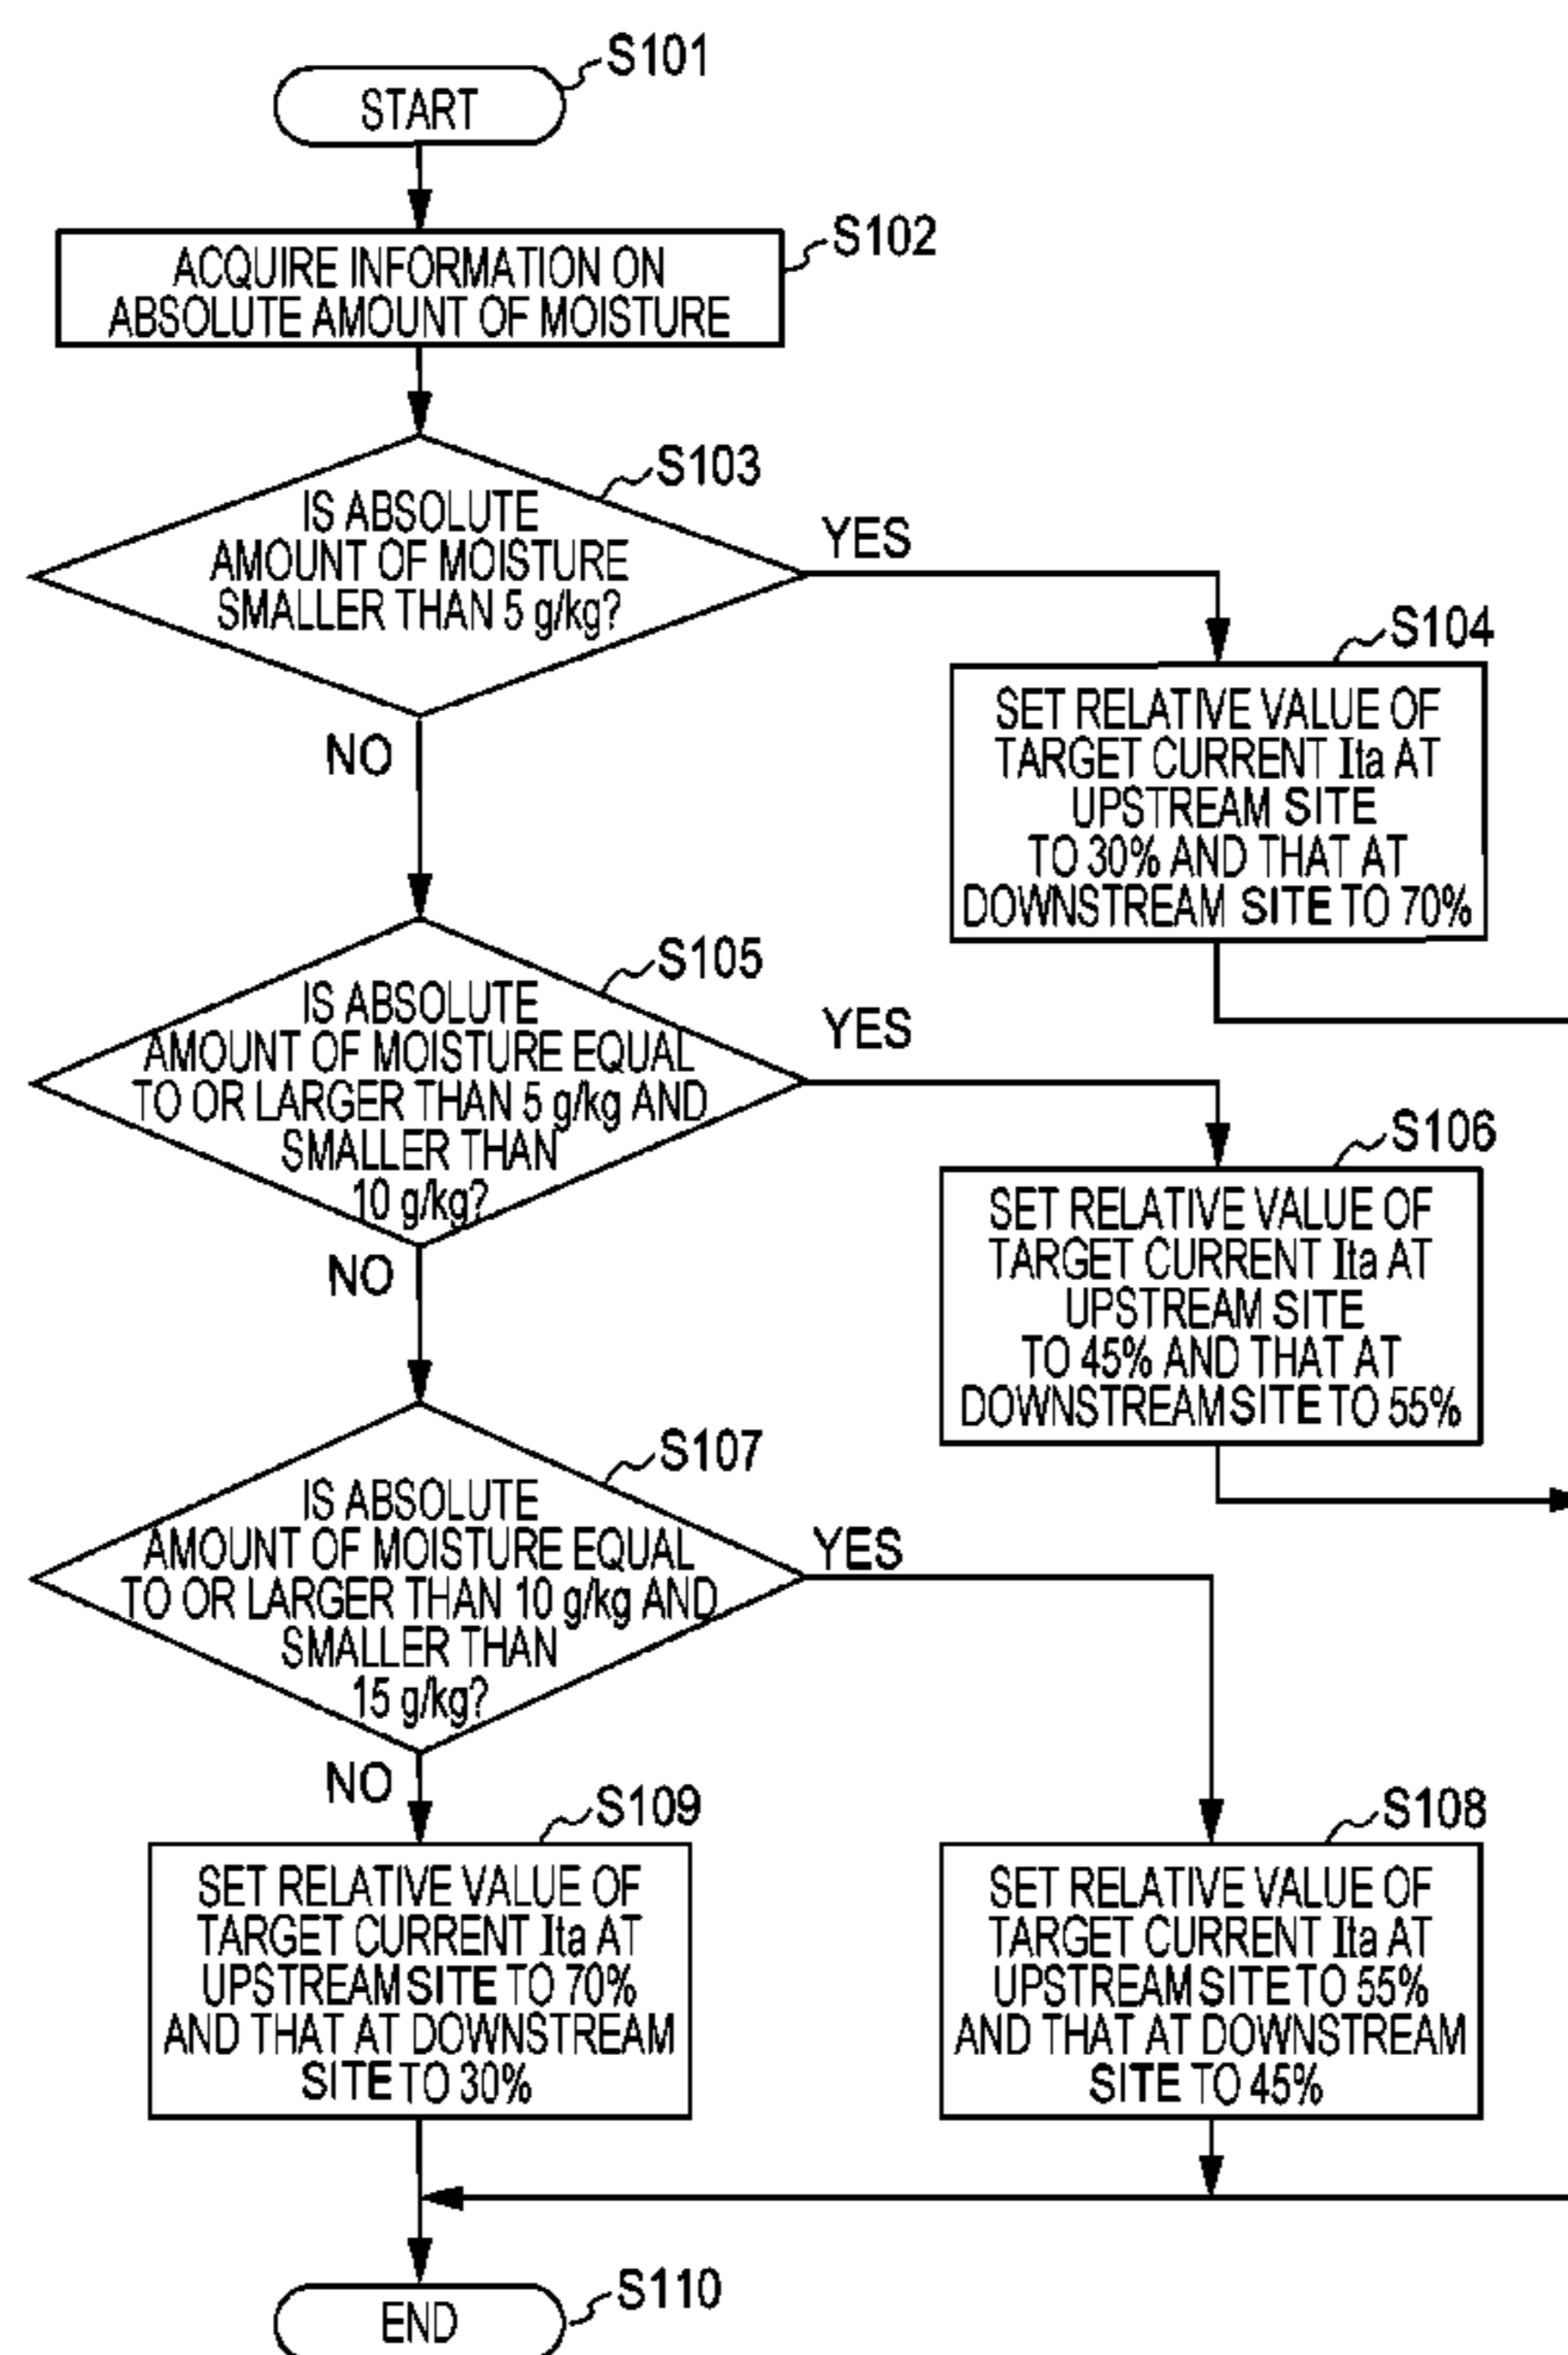 S101
START
S102
ACQUIRE INFORMATION ON
ABSOLUTE AMOUNT OF MOISTURE
S103
IS ABSOLUTE
AMOUNT OF MOISTURE
SMALLER THAN 5 g/kg?
YES
NO
S104
SET RELATIVE VALUE OF
TARGET CURRENT Ita AT
UPSTREAM SITE
TO 30% AND THAT AT
DOWNSTREAM SITE TO 70%
S105
IS ABSOLUTE
AMOUNT OF MOISTURE EQUAL
TO OR LARGER THAN 5 g/kg AND
SMALLER THAN
10 g/kg?
YES
NO
S106
SET RELATIVE VALUE OF
TARGET CURRENT Ita AT
UPSTREAM SITE
TO 45% AND THAT AT
DOWNSTREAM SITE TO 55%
S107
IS ABSOLUTE
AMOUNT OF MOISTURE EQUAL
TO OR LARGER THAN 10 g/kg AND
SMALLER THAN
15 g/kg?
YES
NO
S109
SET RELATIVE VALUE OF
TARGET CURRENT Ita AT
UPSTREAM SITE TO 70%
AND THAT AT DOWNSTREAM
SITE TO 30%
S108
SET RELATIVE VALUE OF
TARGET CURRENT Ita AT
UPSTREAM SITE TO 55%
AND THAT AT DOWNSTREAM
SITE TO 45%
S110
END